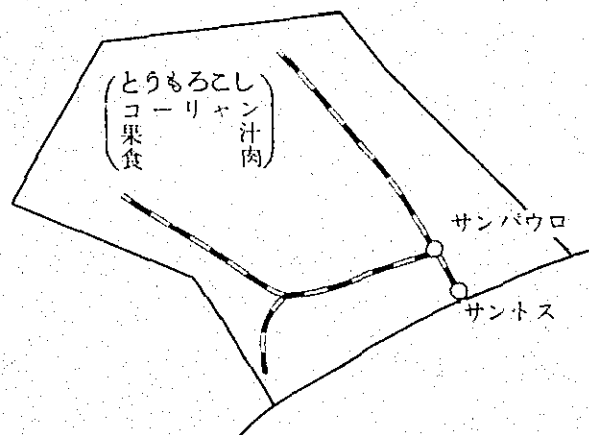 とうもろこし
コーリャン
果汁
食肉
サンパウロ
サントス